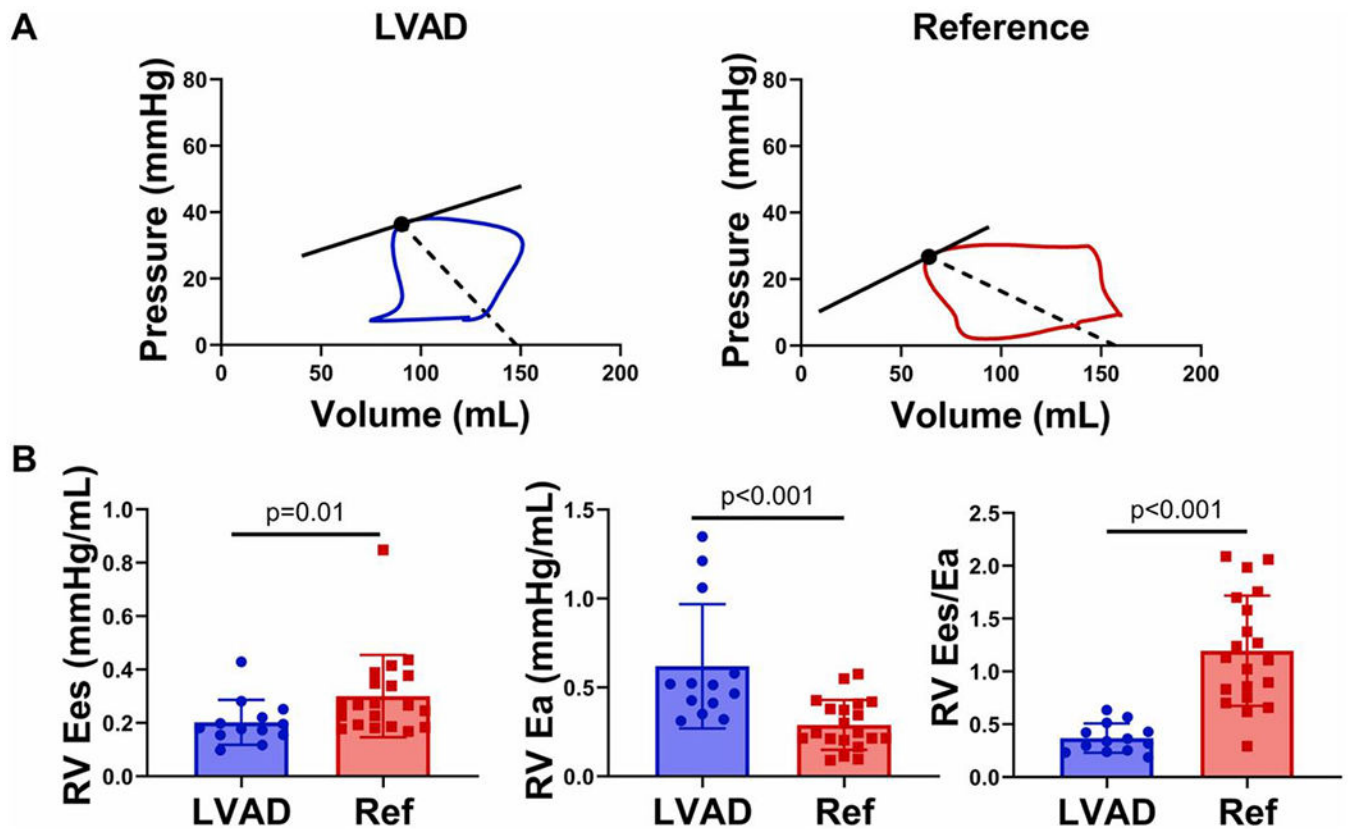 A
LVAD
Reference
Pressure (mmHg)
80
60
40
20
0
0 50 100 150 200
Volume (mL)
Pressure (mmHg)
80
60
40
20
0
0 50 100 150 200
Volume (mL)
B
RV Ees (mmHg/mL)
1.0
0.8
0.6
0.4
0.2
0.0
p=0.01
LVAD Ref
RV Ea (mmHg/mL)
1.5
1.0
0.5
0.0
p<0.001
LVAD Ref
RV Ees/Ea
2.5
2.0
1.5
1.0
0.5
0.0
p<0.001
LVAD Ref